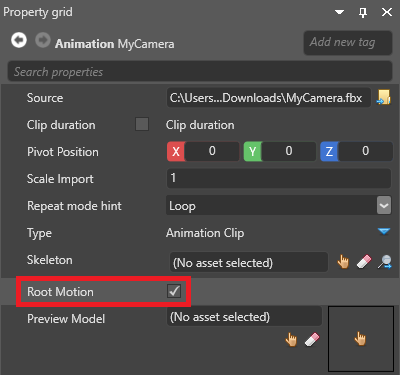 Property grid
Animation MyCamera
Add new tag
Search properties
Source C:\Users...Downloads\MyCamera.fbx
Clip duration Clip duration
Pivot Position X 0 Y 0 Z 0
Scale Import 1
Repeat mode hint Loop
Type Animation Clip
Skeleton (No asset selected)
Root Motion
Preview Model (No asset selected)